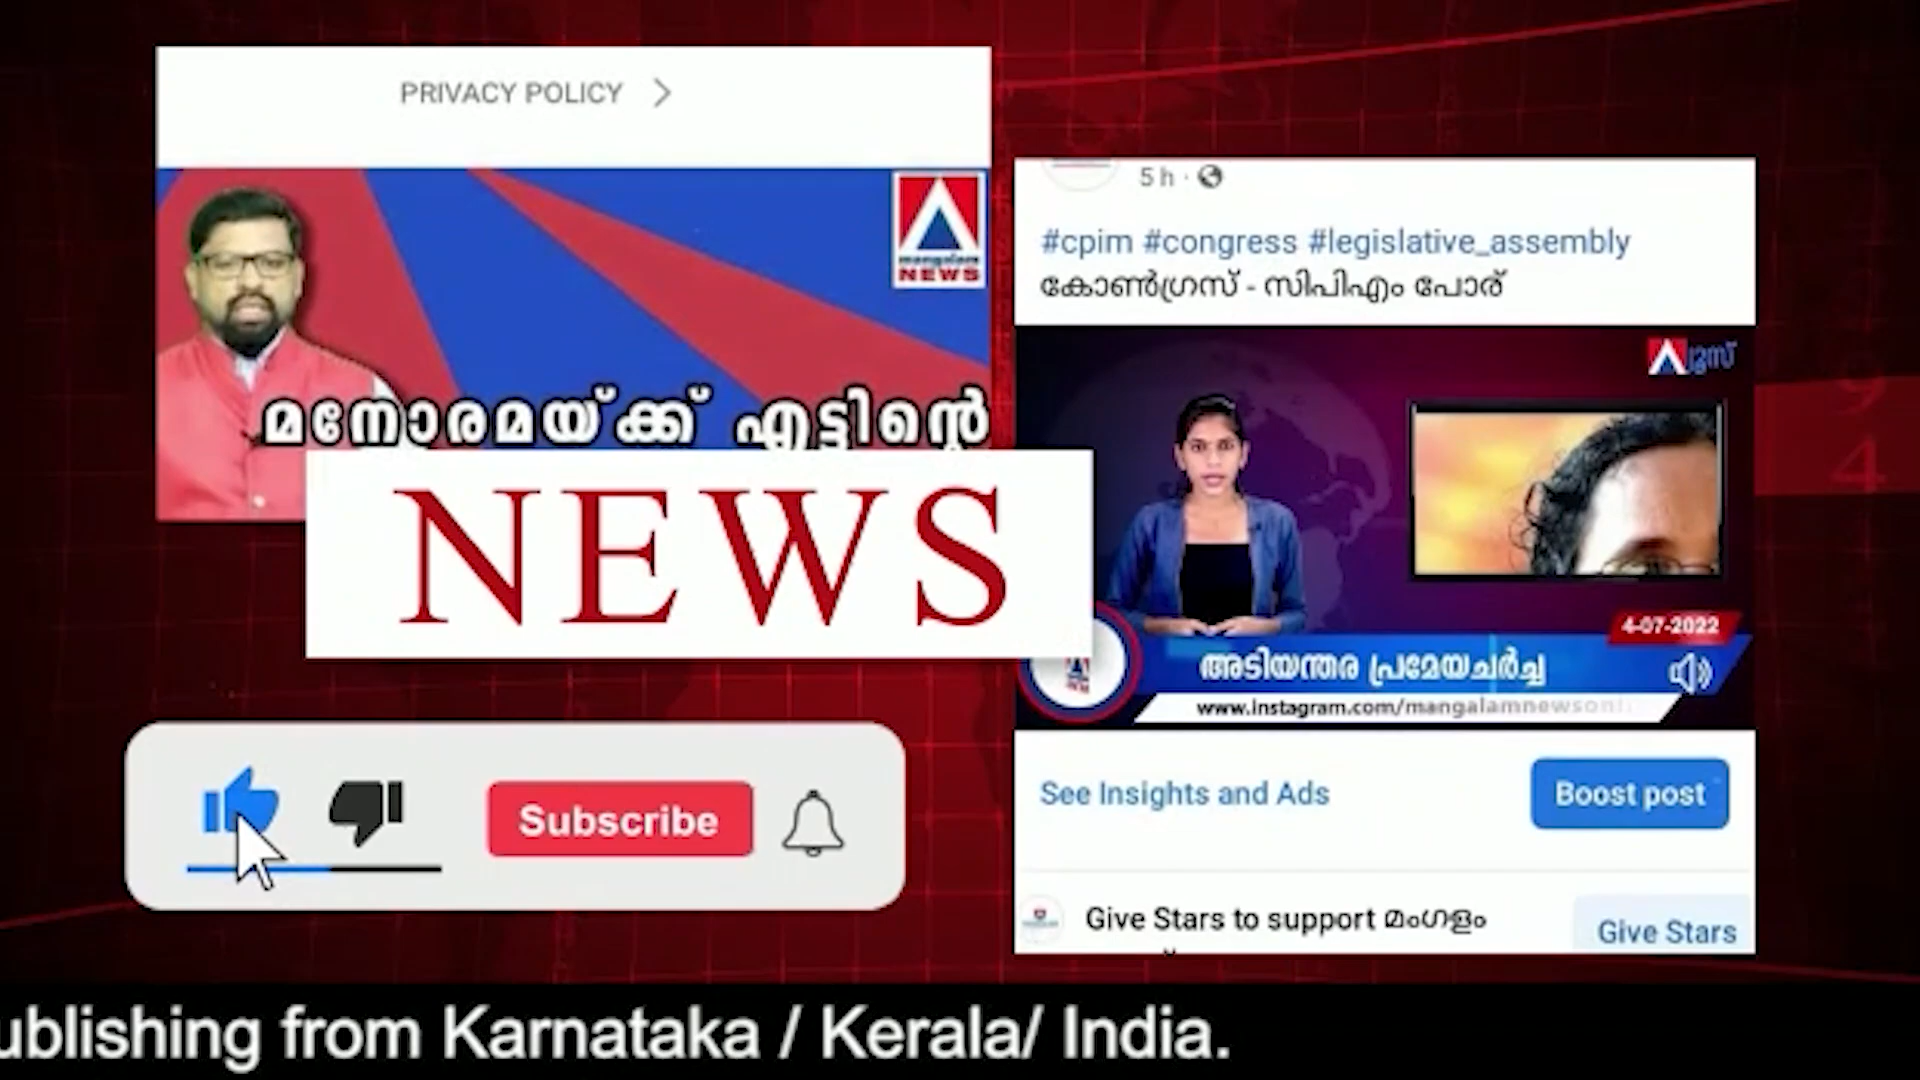 PRIVACY POLICY
mangalam
NEWS
മനോരമയ്ക്ക് എട്ടിന്റെ
NEWS
Subscribe
5 h
#cpim #congress #legislative_assembly
കോൺഗ്രസ് - സിപിഎം പോര്
ന്യൂസ്
4-07-2022
അടിയന്തര പ്രമേയചർച്ച
www.instagram.com/mangalamnewsonl
See Insights and Ads
Boost post
Give Stars to support മംഗളം
Give Stars
ublishing from Karnataka / Kerala/ India.